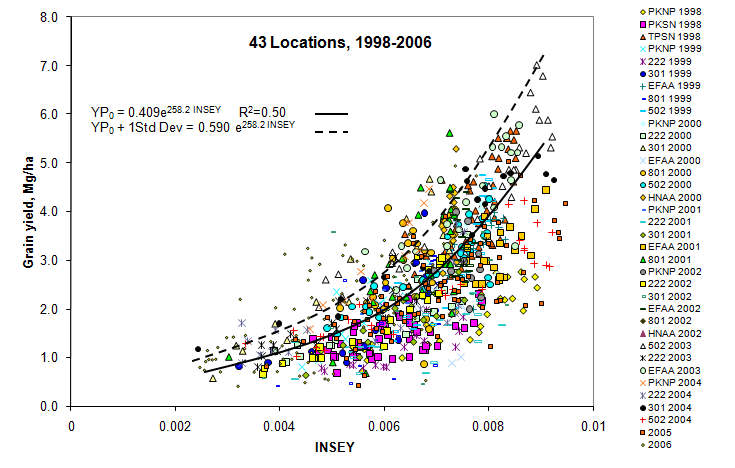 43 Locations, 1998-2006
YP0 = 0.409e258.2 INSEY R2=0.50
YP0 + 1Std Dev = 0.590 e258.2 INSEY
Grain yield, Mg/ha
8.0
7.0
6.0
5.0
4.0
3.0
2.0
1.0
0.0
0
0.002
0.004
0.006
0.008
0.01
INSEY
PKNP 1998
PKSN 1998
TPSN 1998
PKNP 1999
222 1999
301 1999
EFAA 1999
801 1999
502 1999
PKNP 2000
222 2000
301 2000
EFAA 2000
801 2000
502 2000
HNAA 2000
PKNP 2001
222 2001
301 2001
EFAA 2001
801 2001
PKNP 2002
222 2002
301 2002
EFAA 2002
801 2002
HNAA 2002
502 2003
222 2003
EFAA 2003
PKNP 2004
222 2004
301 2004
502 2004
2005
2006